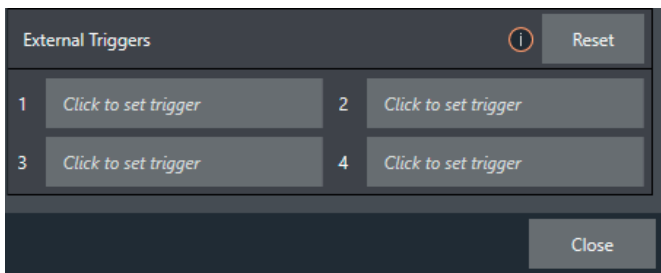 External Triggers i Reset
1 Click to set trigger 2 Click to set trigger
3 Click to set trigger 4 Click to set trigger
Close